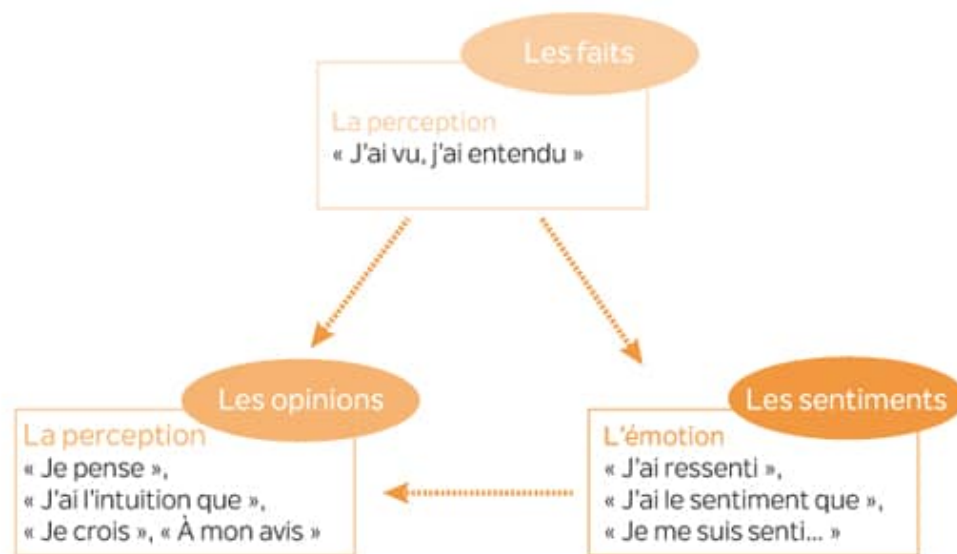 Les faits
La perception
« J'ai vu, j'ai entendu »
Les opinions
La perception
« Je pense »,
« J'ai l'intuition que »,
« Je crois », « À mon avis »
Les sentiments
L'émotion
« J'ai ressenti »,
« J'ai le sentiment que »,
« Je me suis senti... »